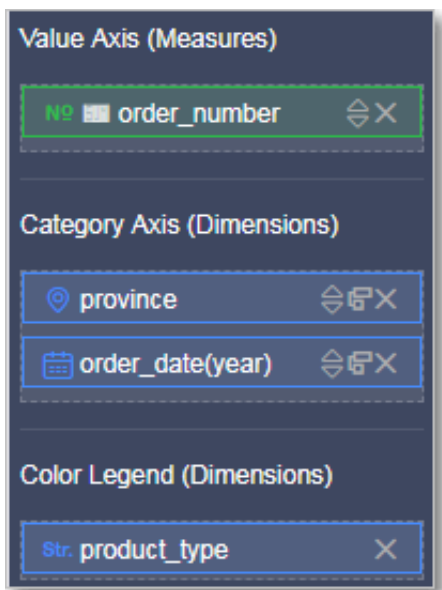 Value Axis (Measures)
Nº order_number
Category Axis (Dimensions)
province
order_date(year)
Color Legend (Dimensions)
Str. product_type